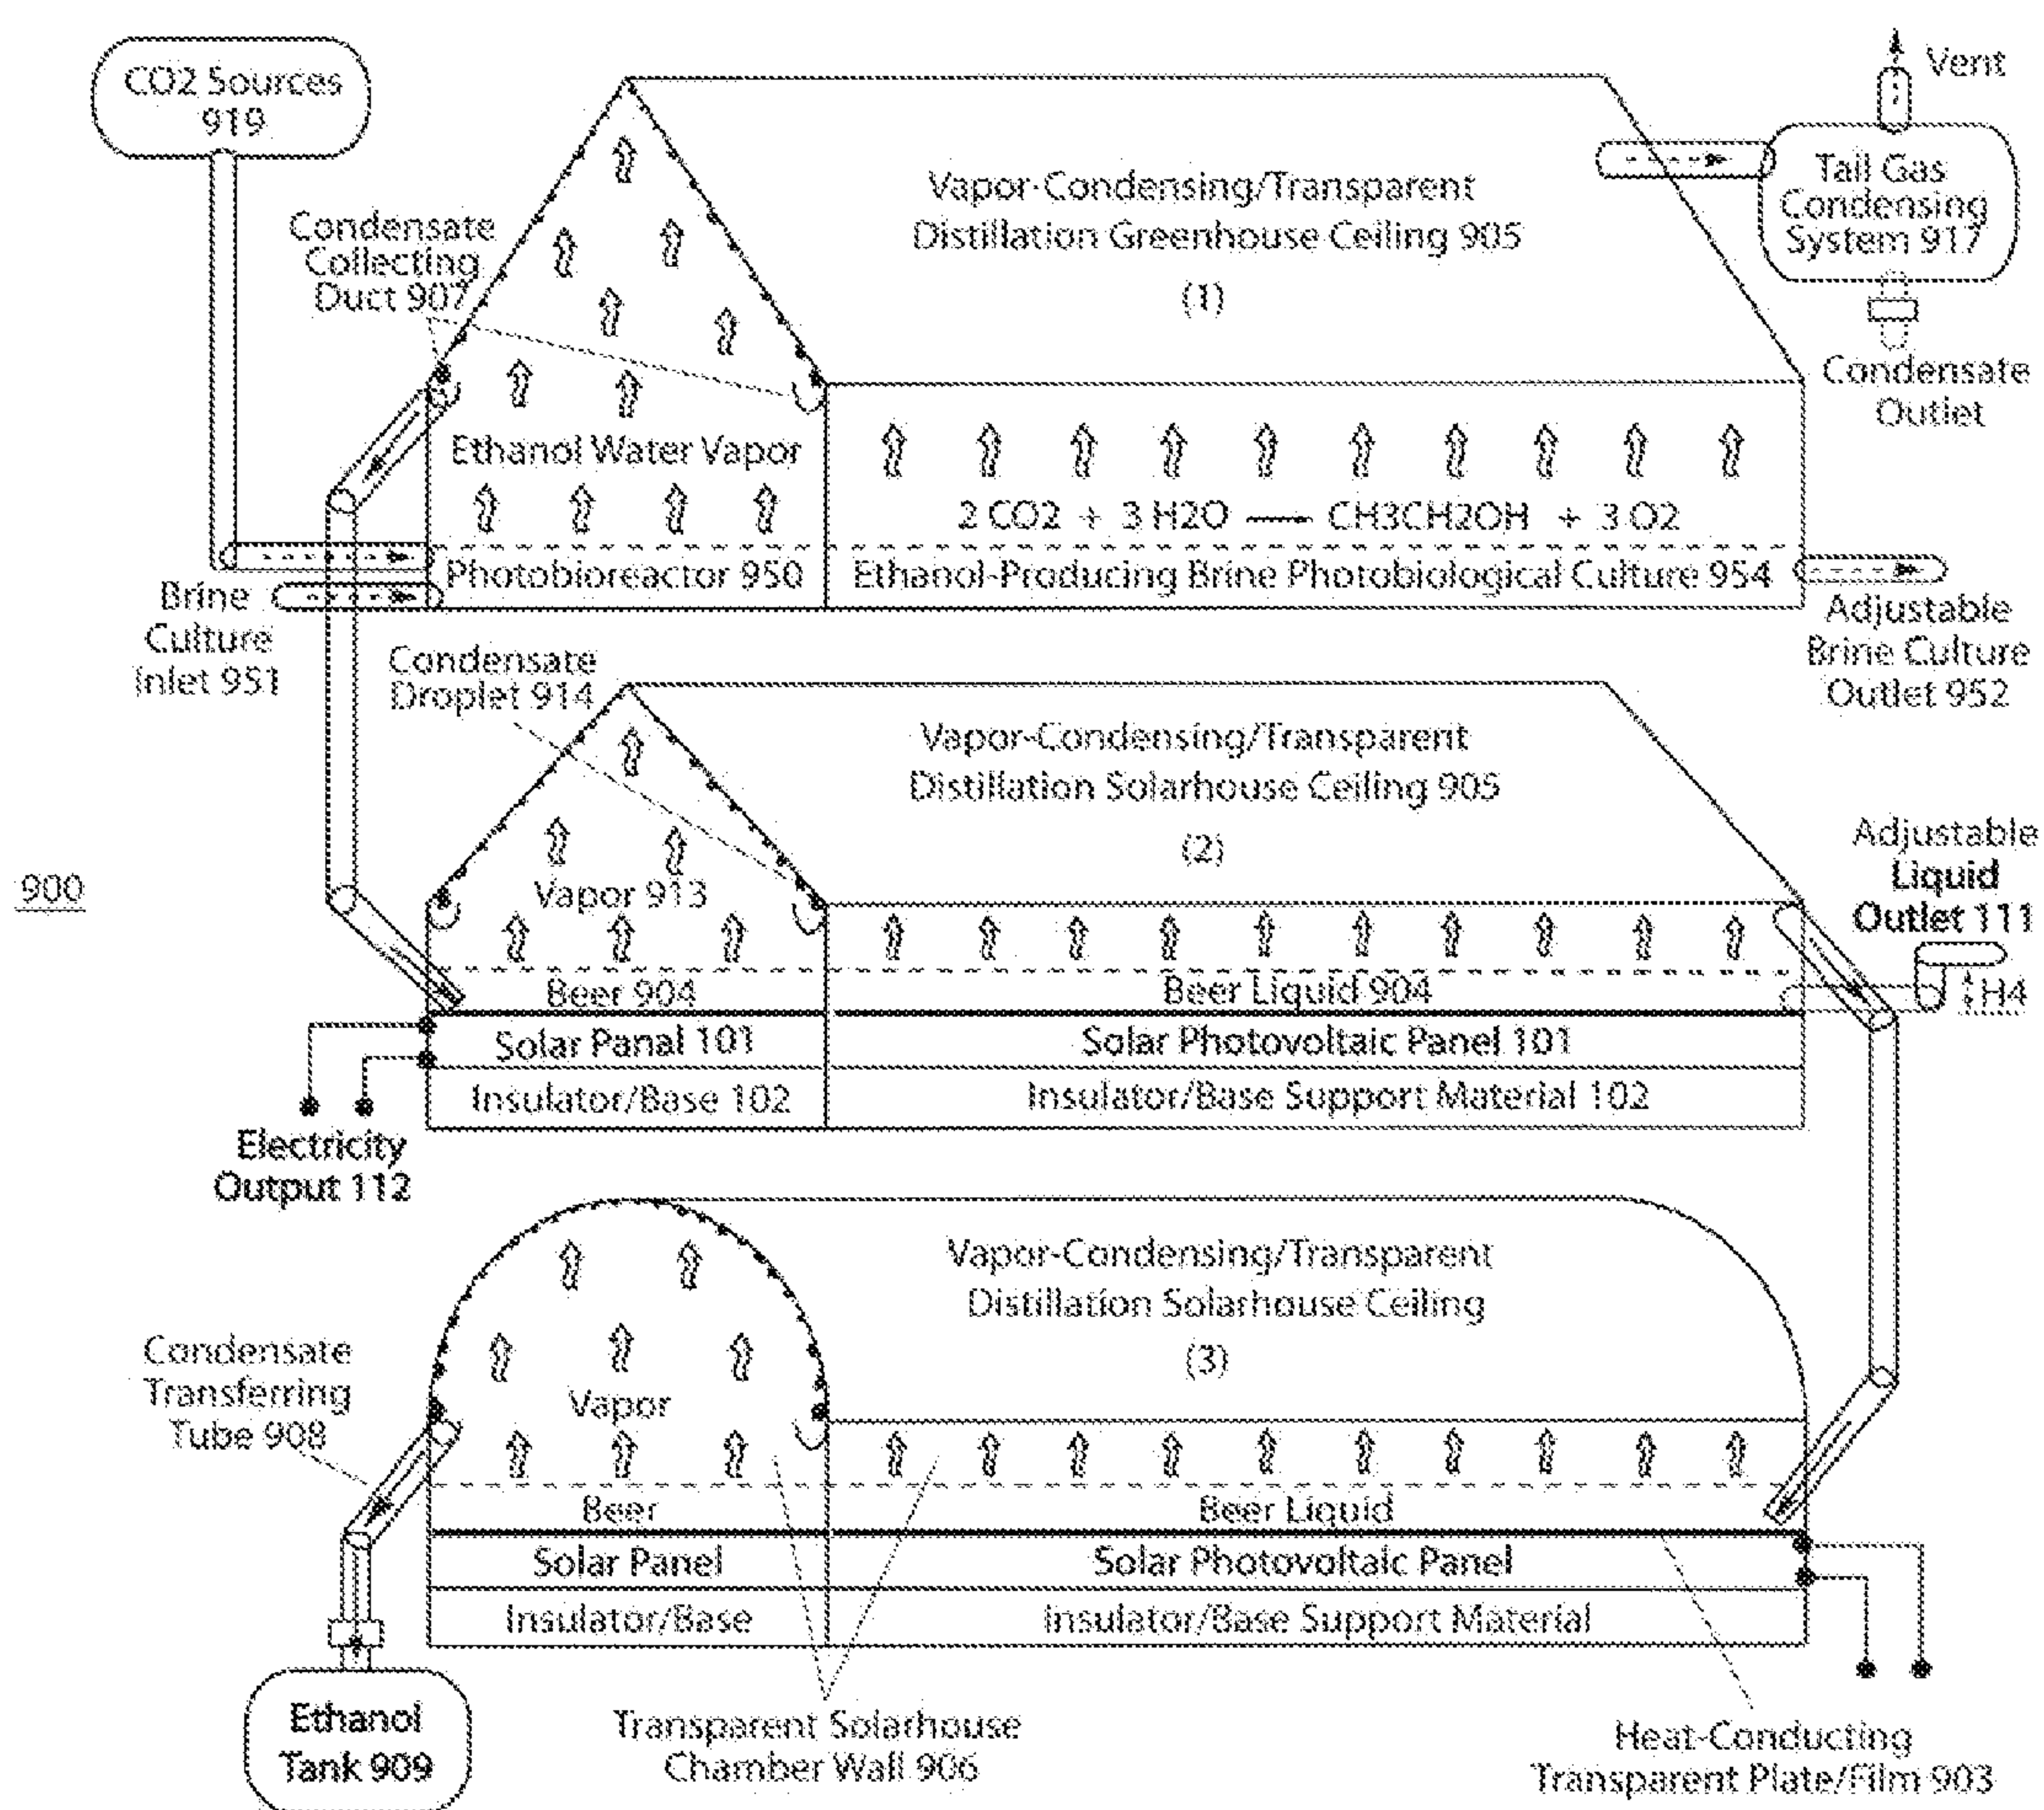 CO2 Sources
919
Vent
Tail Gas
Condensing
System 917
Vapor-Condensing/Transparent
Distillation Greenhouse Ceiling 905
(1)
Condensate
Collecting
Duct 907
Condensate
Outlet
Ethanol Water Vapor
2 CO2 + 3 H2O → CH3CH2OH + 3 O2
Photobioreactor 950
Ethanol-Producing Brine Photobiological Culture 954
Brine
Culture
Inlet 951
Adjustable
Brine Culture
Outlet 952
Condensate
Droplet 914
Vapor-Condensing/Transparent
Distillation Solarhouse Ceiling 905
(2)
900
Vapor 913
Adjustable
Liquid
Outlet 111
H4
Beer 904
Beer Liquid 904
Solar Panal 101
Solar Photovoltaic Panel 101
Insulator/Base 102
Insulator/Base Support Material 102
Electricity
Output 112
Vapor-Condensing/Transparent
Distillation Solarhouse Ceiling
(3)
Condensate
Transferring
Tube 908
Vapor
Beer
Beer Liquid
Solar Panel
Solar Photovoltaic Panel
Insulator/Base
Insulator/Base Support Material
Ethanol
Tank 909
Transparent Solarhouse
Chamber Wall 906
Heat-Conducting
Transparent Plate/Film 903